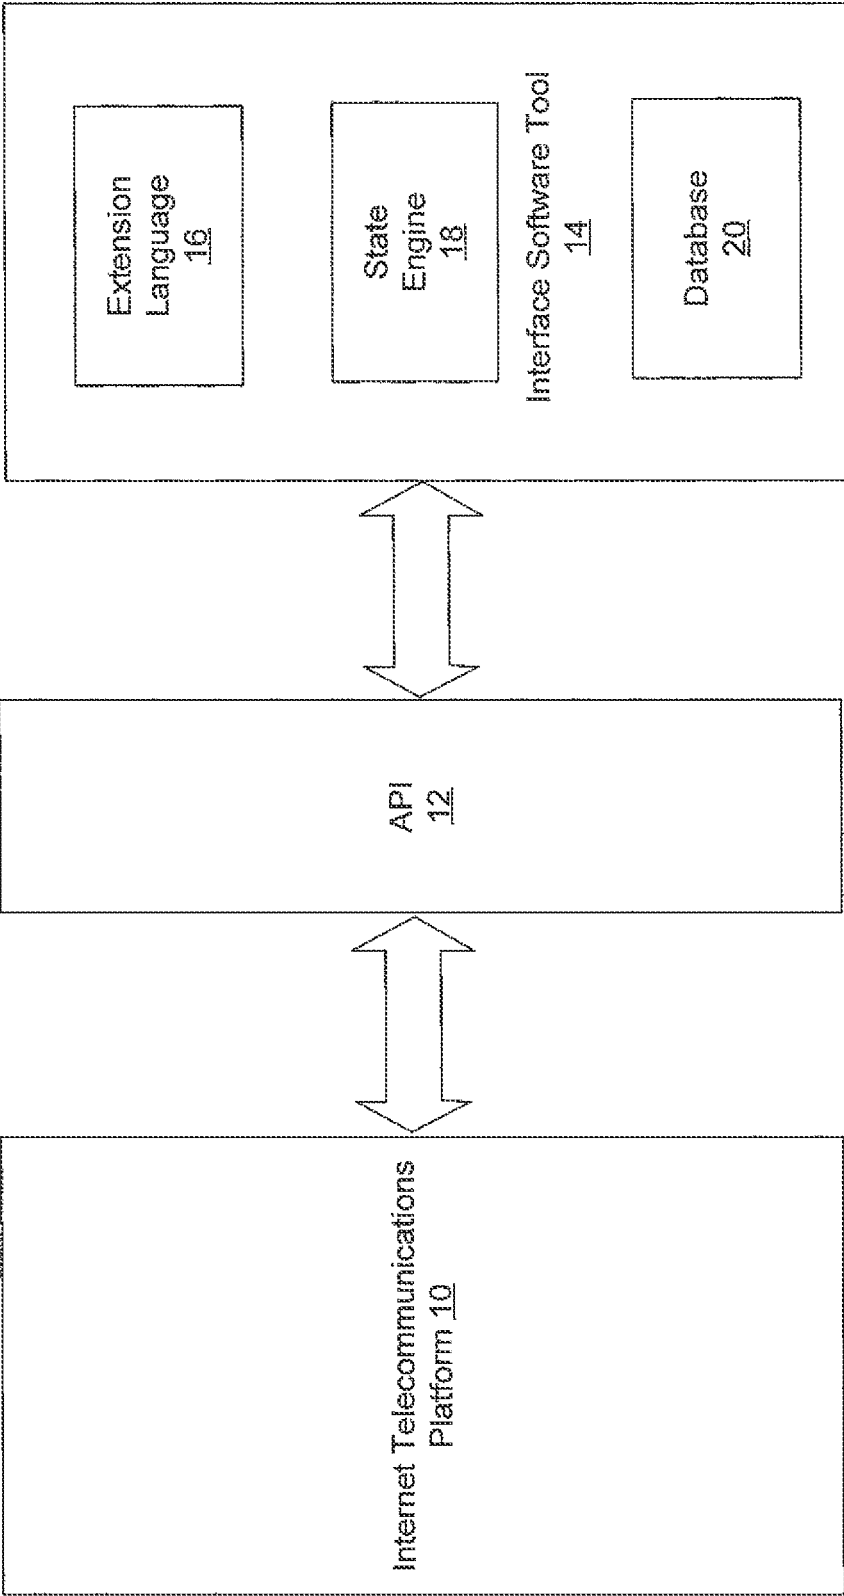 Internet Telecommunications
Platform 10
API
12
Extension
Language
16
State
Engine
18
Interface Software Tool
14
Database
20